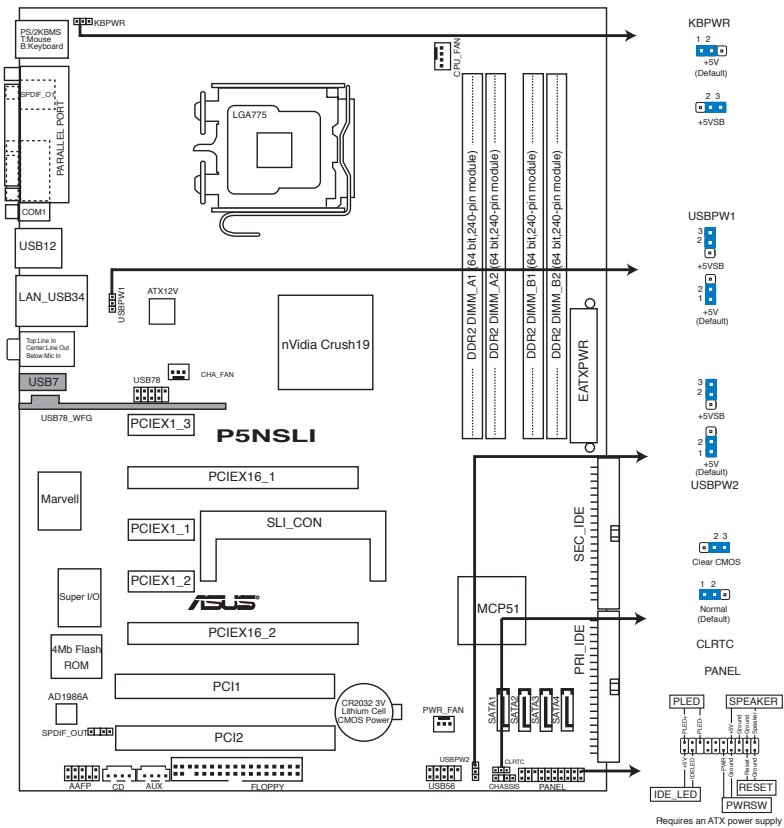 KBPWR
PS/2KBMS
T:Mouse
B:Keyboard
CPU_FAN
KBPWR
1 2
+5V
(Default)
2 3
+5VSB
SPDIF_O1
PARALLEL PORT
LGA775
COM1
USB12
DDR2 DIMM_A1 (64 bit,240-pin module)
DDR2 DIMM_A2 (64 bit,240-pin module)
DDR2 DIMM_B1 (64 bit,240-pin module)
DDR2 DIMM_B2 (64 bit,240-pin module)
USBPW1
3
2
+5VSB
2
1
+5V
(Default)
LAN_USB34
USBPW1
ATX12V
nVidia Crush19
EATXPWR
Top:Line In
Center:Line Out
Below:Mic In
CHA_FAN
USB7
USB78
USB78_WFG
PCIEX1_3
P5NSLI
3
2
+5VSB
2
1
+5V
(Default)
USBPW2
PCIEX16_1
Marvell
PCIEX1_1
SLI_CON
SEC_IDE
2 3
Clear CMOS
1 2
Normal
(Default)
CLRTC
PCIEX1_2
Super I/O
ASUS®
MCP51
PCIEX16_2
4Mb Flash
ROM
PRI_IDE
PANEL
PCI1
AD1986A
CR2032 3V
Lithium Cell
CMOS Power
PWR_FAN
SATA1
SATA2
SATA3
SATA4
SPDIF_OUT
PCI2
PLED
SPEAKER
PLED+
PLED-
+5V
Ground
Ground
Speaker-
+5V
IDELED
PWR
Ground
Reset
Ground
IDE_LED
RESET
PWRSW
Requires an ATX power supply
AAFP
CD
AUX
FLOPPY
USBPW2
USB56
CLRTC
CHASSIS
PANEL